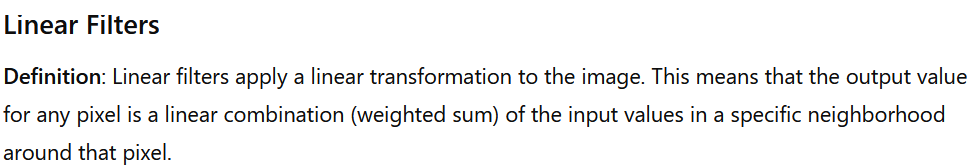 Linear Filters
Definition: Linear filters apply a linear transformation to the image. This means that the output value
for any pixel is a linear combination (weighted sum) of the input values in a specific neighborhood
around that pixel.